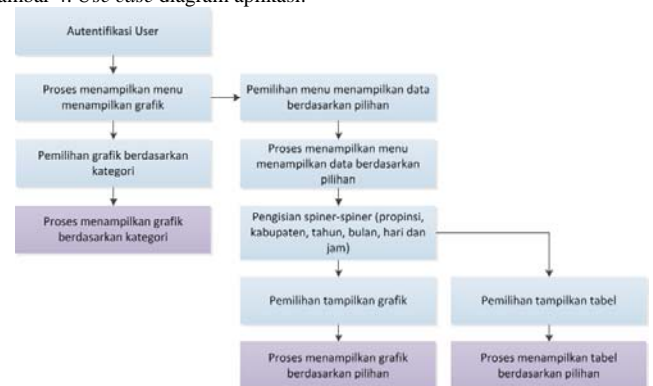 Gambar 4. Use case diagram aplikasi.
Autentifikasi User
Proses menampilkan menu
menampilkan grafik
Pemilihan menu menampilkan data
berdasarkan pilihan
Pemilihan grafik berdasarkan
kategori
Proses menampilkan menu
menampilkan data berdasarkan
pilihan
Proses menampilkan grafik
berdasarkan kategori
Pengisian spiner-spiner (propinsi,
kabupaten, tahun, bulan, hari dan
jam)
Pemilihan tampilkan grafik
Pemilihan tampilkan tabel
Proses menampilkan grafik
berdasarkan pilihan
Proses menampilkan tabel
berdasarkan pilihan